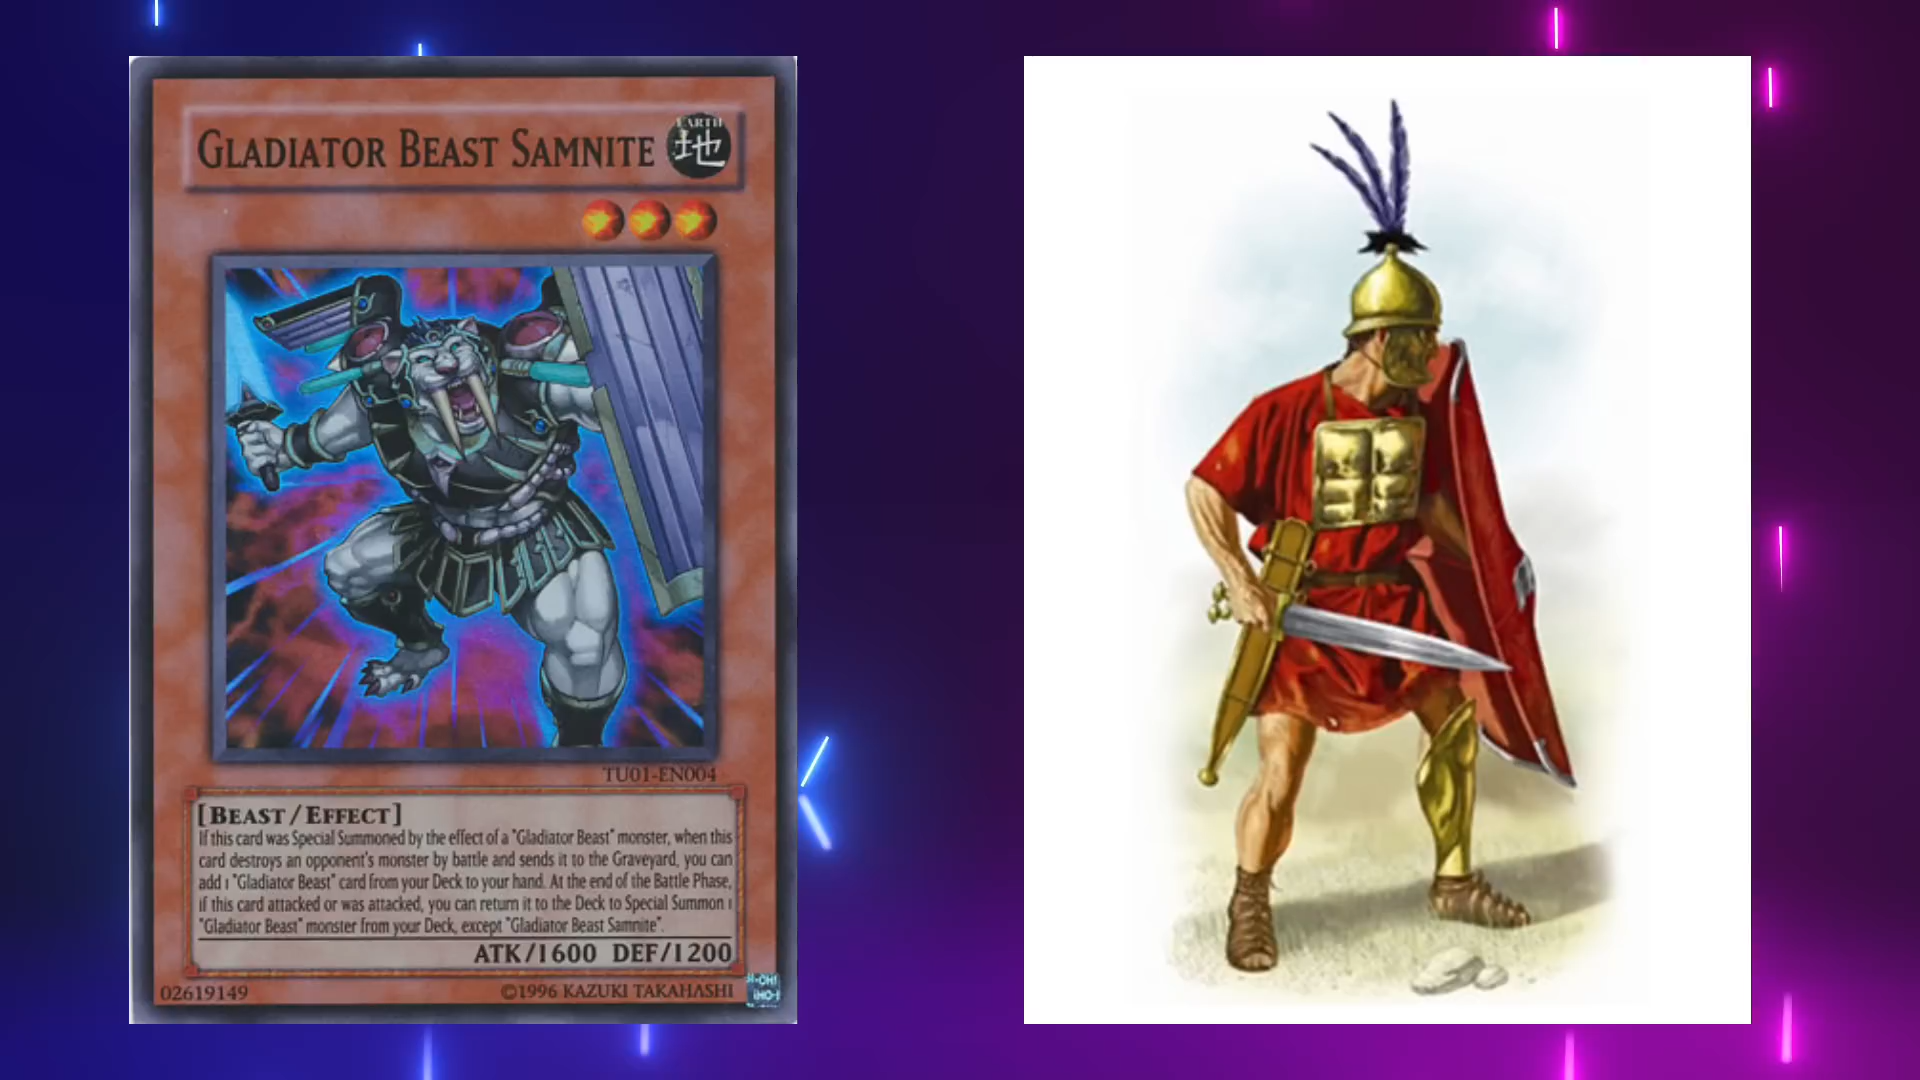 GLADIATOR BEAST SAMNITE
EARTH
地
TU01-EN004
[BEAST/EFFECT]
If this card was Special Summoned by the effect of a "Gladiator Beast" monster, when this
card destroys an opponent's monster by battle and sends it to the Graveyard, you can
add 1 "Gladiator Beast" card from your Deck to your hand. At the end of the Battle Phase,
if this card attacked or was attacked, you can return it to the Deck to Special Summon 1
"Gladiator Beast" monster from your Deck, except "Gladiator Beast Samnite".
ATK/1600 DEF/1200
02619149
©1996 KAZUKI TAKAHASHI